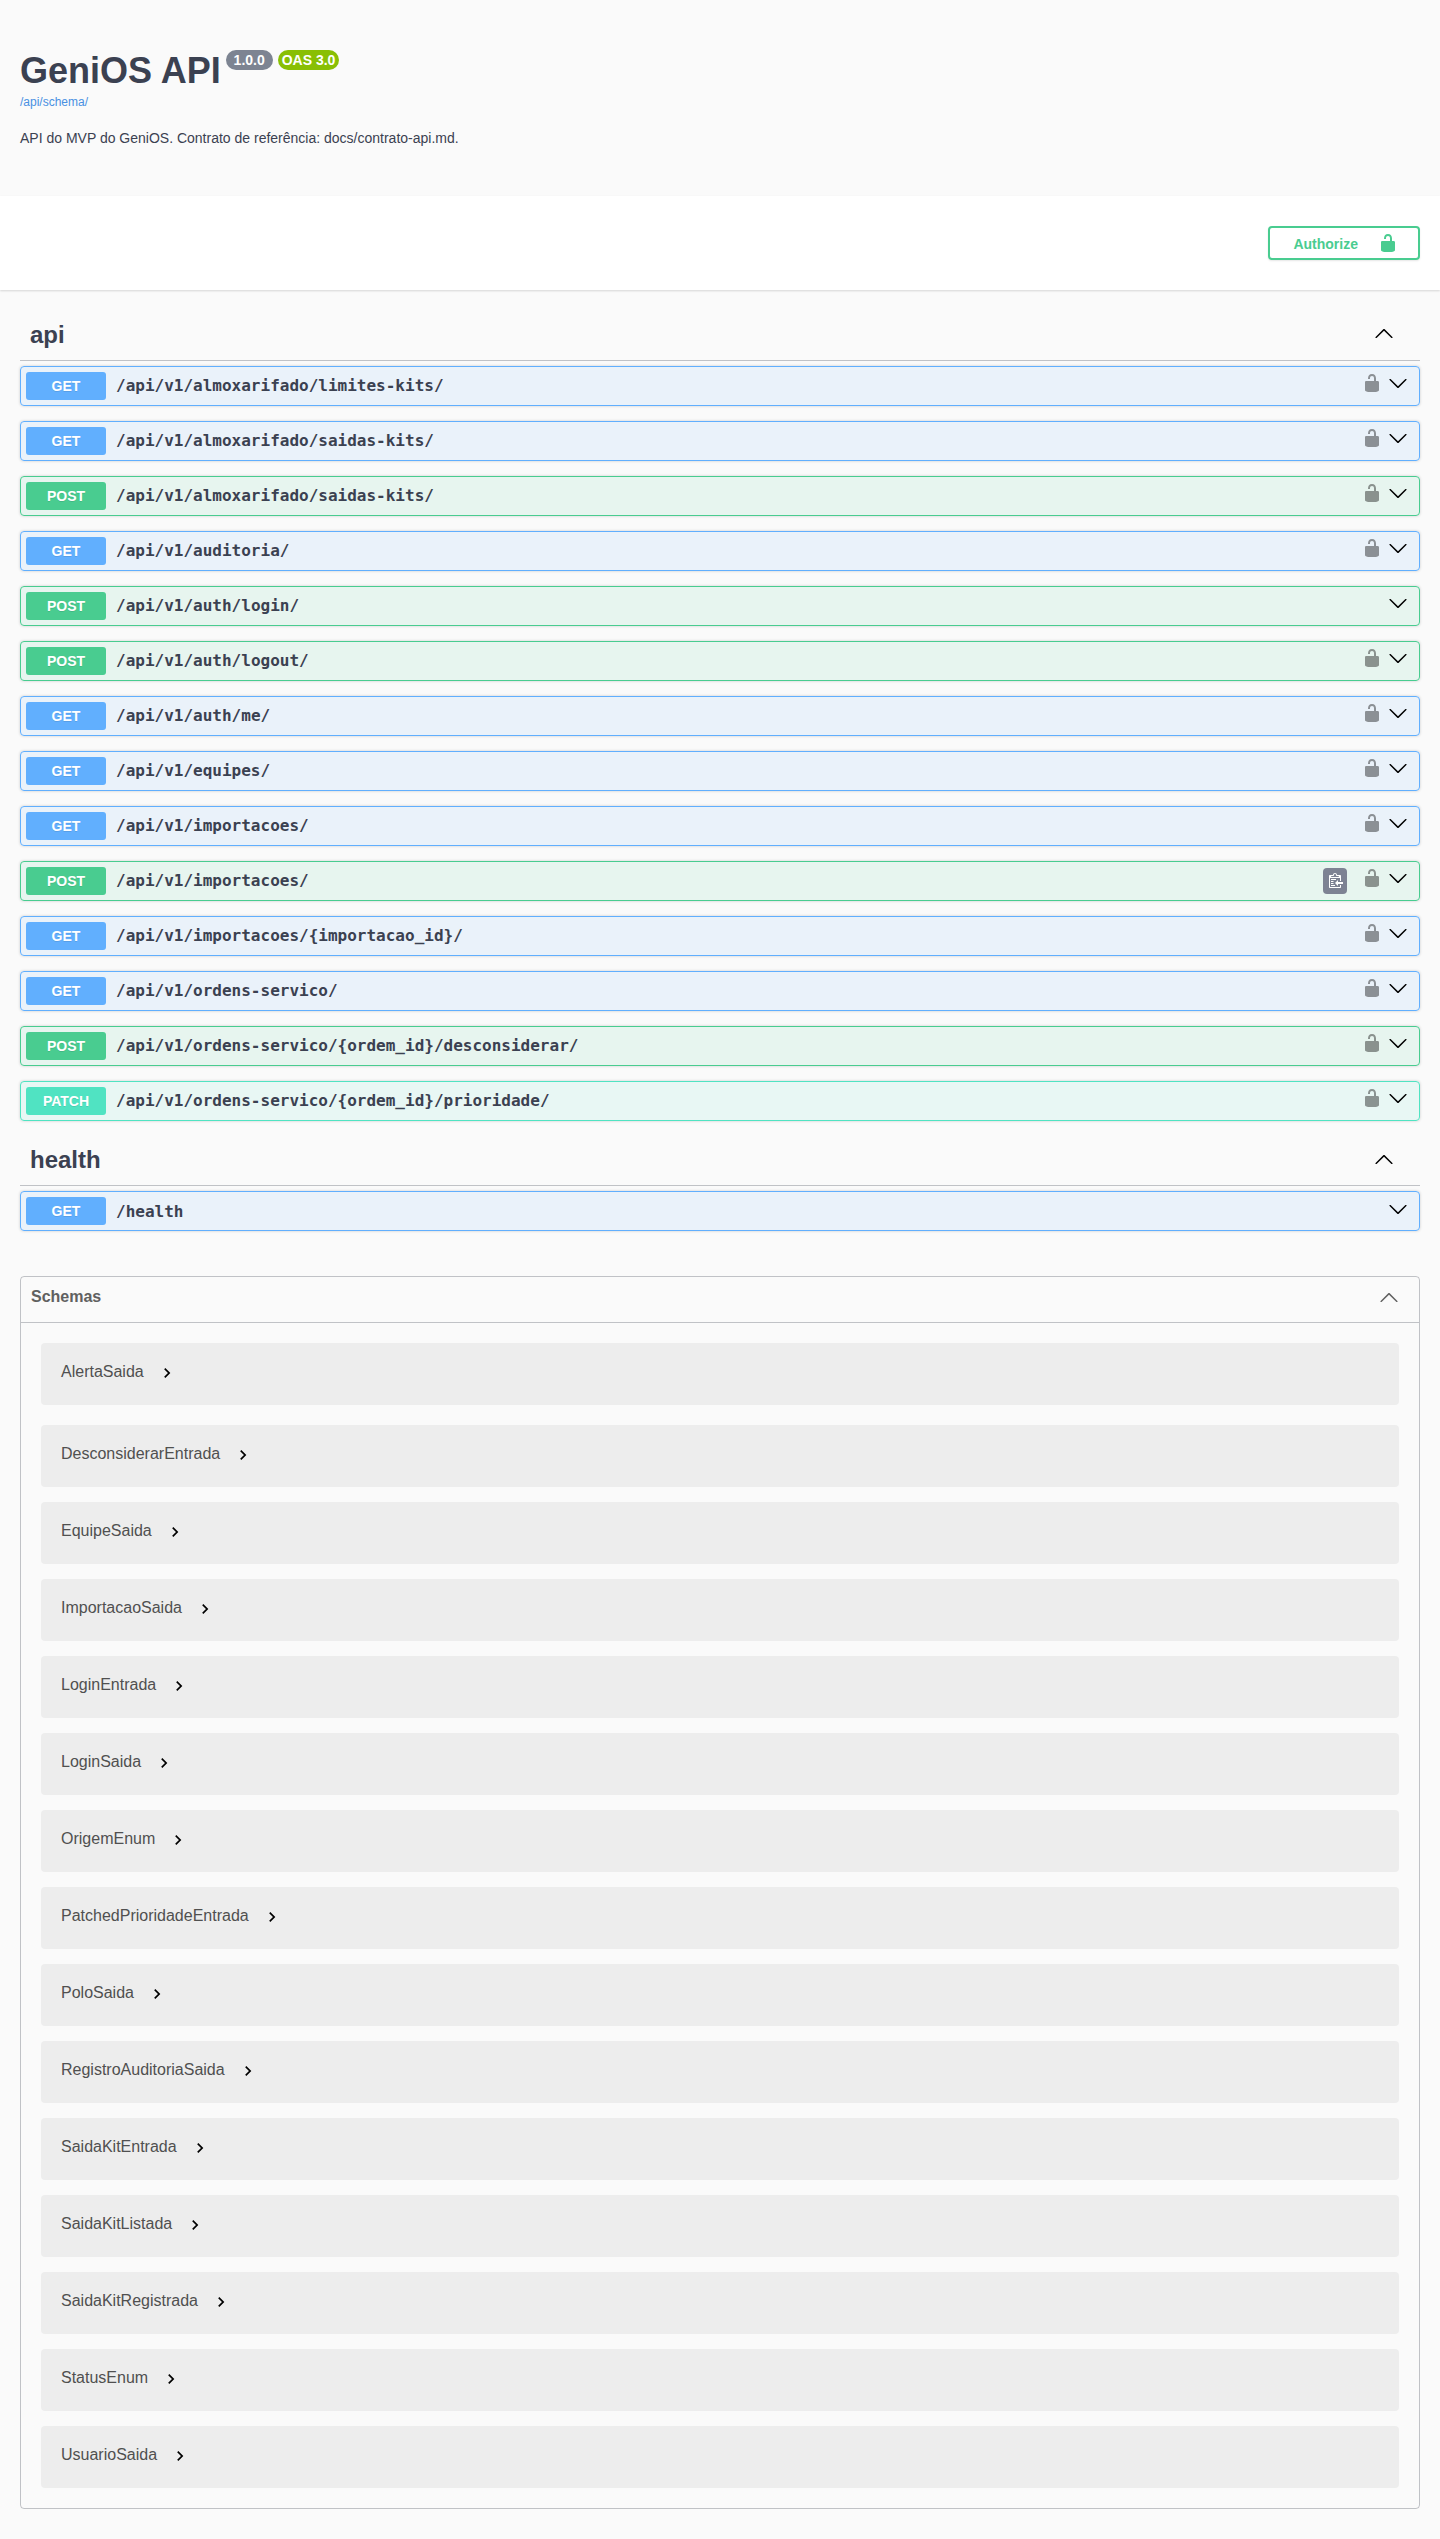 GeniOS API 1.0.0 OAS 3.0
/api/schema/
API do MVP do GeniOS. Contrato de referência: docs/contrato-api.md.
Authorize
api
GET /api/v1/almoxarifado/limites-kits/
GET /api/v1/almoxarifado/saidas-kits/
POST /api/v1/almoxarifado/saidas-kits/
GET /api/v1/auditoria/
POST /api/v1/auth/login/
POST /api/v1/auth/logout/
GET /api/v1/auth/me/
GET /api/v1/equipes/
GET /api/v1/importacoes/
POST /api/v1/importacoes/
GET /api/v1/importacoes/{importacao_id}/
GET /api/v1/ordens-servico/
POST /api/v1/ordens-servico/{ordem_id}/desconsiderar/
PATCH /api/v1/ordens-servico/{ordem_id}/prioridade/
health
GET /health
Schemas
AlertaSaida
DesconsiderarEntrada
EquipeSaida
ImportacaoSaida
LoginEntrada
LoginSaida
OrigemEnum
PatchedPrioridadeEntrada
PoloSaida
RegistroAuditoriaSaida
SaidaKitEntrada
SaidaKitListada
SaidaKitRegistrada
StatusEnum
UsuarioSaida